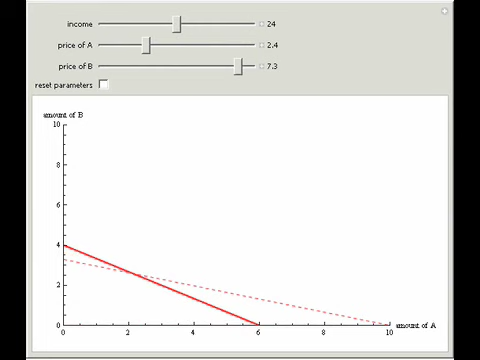 income 24
price of A 2.4
price of B 7.3
reset parameters
amount of B
10
8
6
4
2
0
0 2 4 6 8 10
amount of A